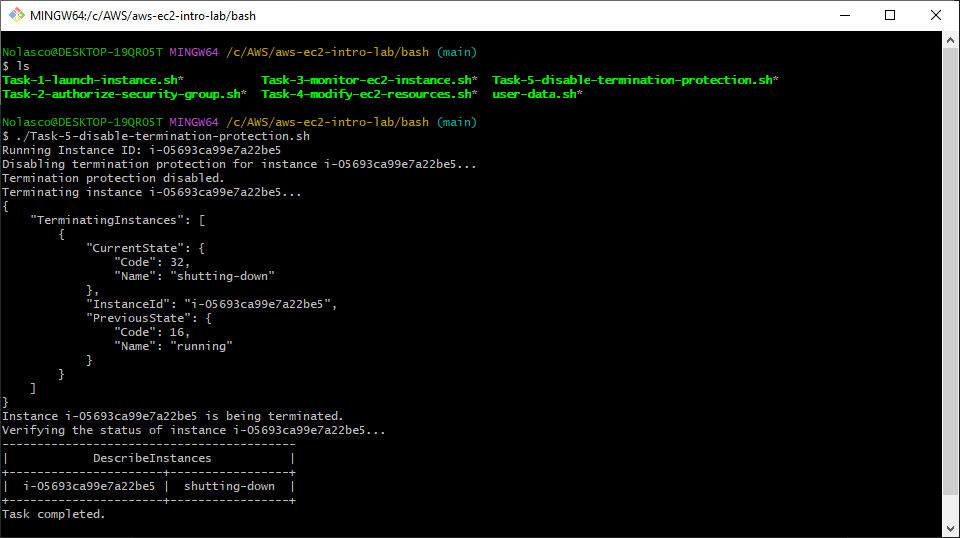 MINGW64:/c/AWS/aws-ec2-intro-lab/bash
Nolasco@DESKTOP-19QRO5T MINGW64 /c/AWS/aws-ec2-intro-lab/bash (main)
$ ls
Task-1-launch-instance.sh*           Task-3-monitor-ec2-instance.sh*  Task-5-disable-termination-protection.sh*
Task-2-authorize-security-group.sh*  Task-4-modify-ec2-resources.sh*  user-data.sh*
Nolasco@DESKTOP-19QRO5T MINGW64 /c/AWS/aws-ec2-intro-lab/bash (main)
$ ./Task-5-disable-termination-protection.sh
Running Instance ID: i-05693ca99e7a22be5
Disabling termination protection for instance i-05693ca99e7a22be5...
Termination protection disabled.
Terminating instance i-05693ca99e7a22be5...
{
    "TerminatingInstances": [
        {
            "CurrentState": {
                "Code": 32,
                "Name": "shutting-down"
            },
            "InstanceId": "i-05693ca99e7a22be5",
            "PreviousState": {
                "Code": 16,
                "Name": "running"
            }
        }
    ]
}
Instance i-05693ca99e7a22be5 is being terminated.
Verifying the status of instance i-05693ca99e7a22be5...
------------------------------------------
|            DescribeInstances           |
+----------------------+-----------------+
|  i-05693ca99e7a22be5 |  shutting-down  |
+----------------------+-----------------+
Task completed.